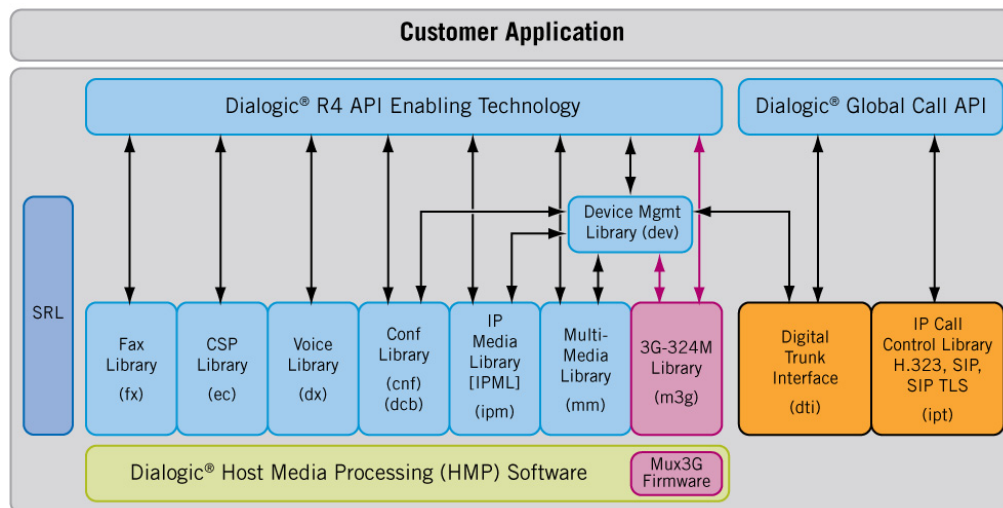 Customer Application
Dialogic® R4 API Enabling Technology
Dialogic® Global Call API
Device Mgmt
Library (dev)
SRL
Fax
Library
(fx)
CSP
Library
(ec)
Voice
Library
(dx)
Conf
Library
(cnf)
(dcb)
IP
Media
Library
[IPML]
(ipm)
Multi-
Media
Library
(mm)
3G-324M
Library
(m3g)
Digital
Trunk
Interface
(dti)
IP Call
Control Library
H.323, SIP,
SIP TLS
(ipt)
Dialogic® Host Media Processing (HMP) Software
Mux3G
Firmware